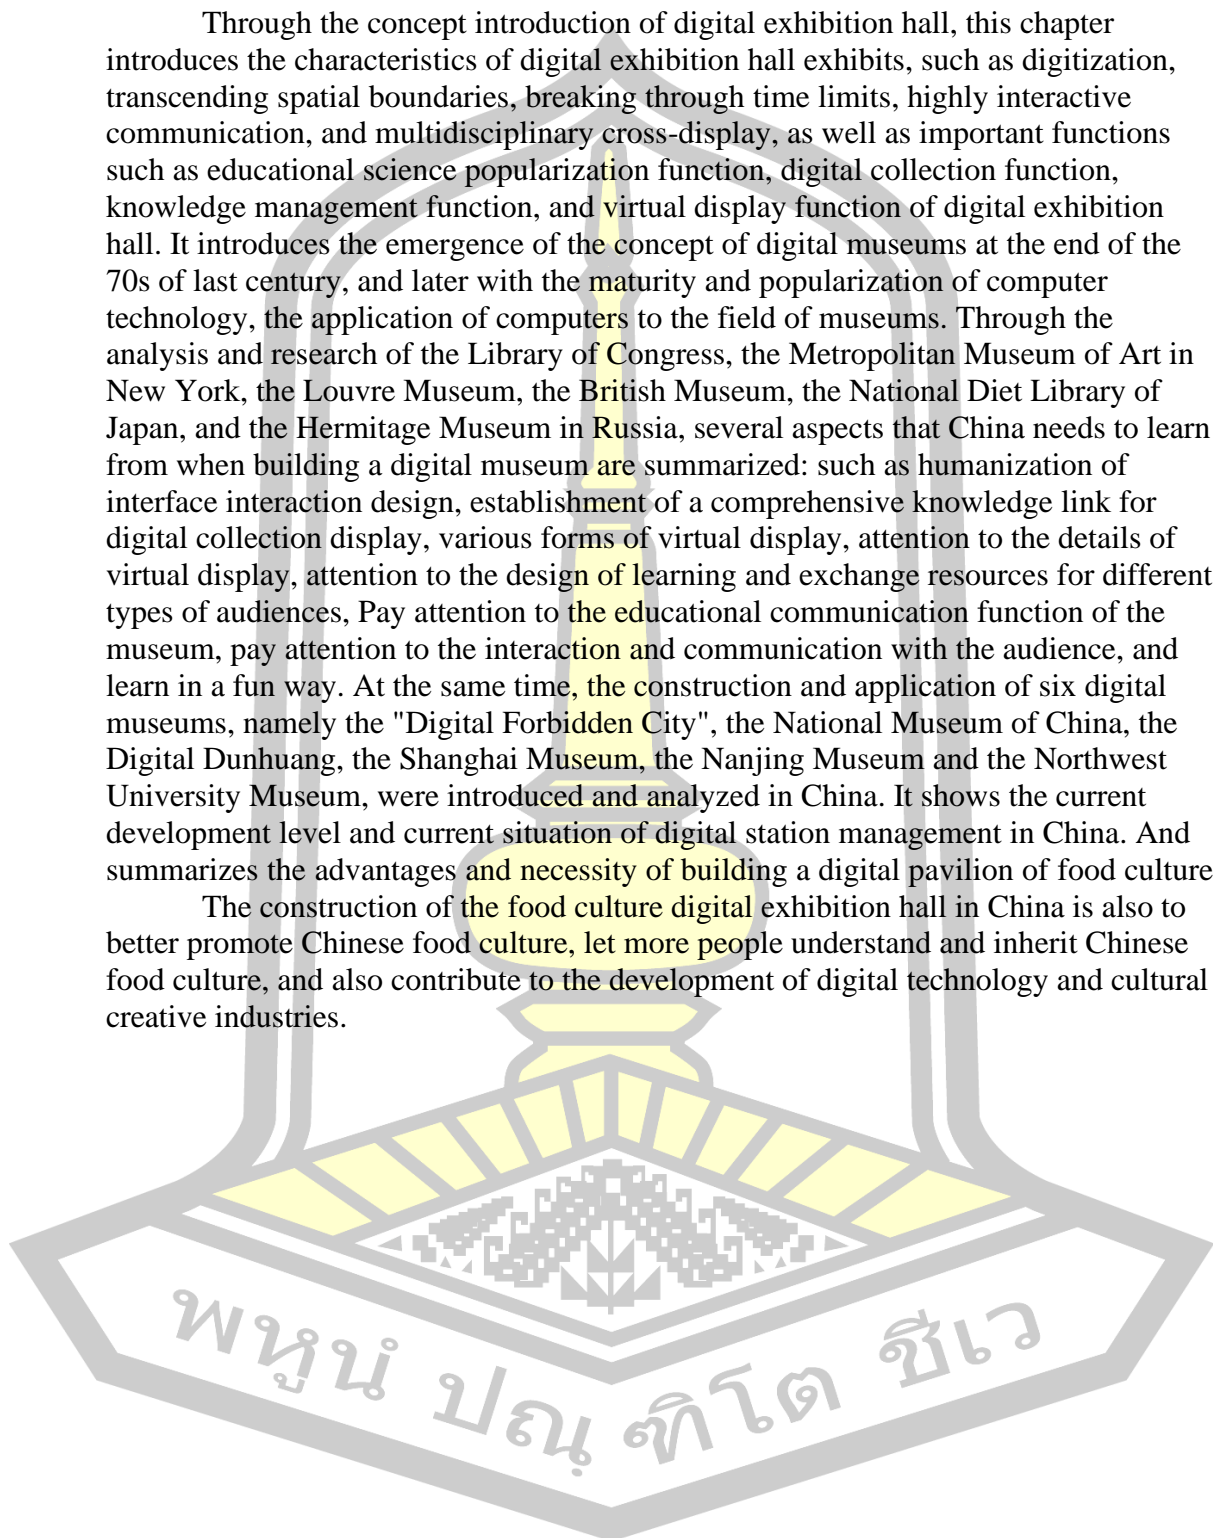 Through the concept introduction of digital exhibition hall, this chapter
introduces the characteristics of digital exhibition hall exhibits, such as digitization,
transcending spatial boundaries, breaking through time limits, highly interactive
communication, and multidisciplinary cross-display, as well as important functions
such as educational science popularization function, digital collection function,
knowledge management function, and virtual display function of digital exhibition
hall. It introduces the emergence of the concept of digital museums at the end of the
70s of last century, and later with the maturity and popularization of computer
technology, the application of computers to the field of museums. Through the
analysis and research of the Library of Congress, the Metropolitan Museum of Art in
New York, the Louvre Museum, the British Museum, the National Diet Library of
Japan, and the Hermitage Museum in Russia, several aspects that China needs to learn
from when building a digital museum are summarized: such as humanization of
interface interaction design, establishment of a comprehensive knowledge link for
digital collection display, various forms of virtual display, attention to the details of
virtual display, attention to the design of learning and exchange resources for different
types of audiences, Pay attention to the educational communication function of the
museum, pay attention to the interaction and communication with the audience, and
learn in a fun way. At the same time, the construction and application of six digital
museums, namely the "Digital Forbidden City", the National Museum of China, the
Digital Dunhuang, the Shanghai Museum, the Nanjing Museum and the Northwest
University Museum, were introduced and analyzed in China. It shows the current
development level and current situation of digital station management in China. And
summarizes the advantages and necessity of building a digital pavilion of food culture
The construction of the food culture digital exhibition hall in China is also to
better promote Chinese food culture, let more people understand and inherit Chinese
food culture, and also contribute to the development of digital technology and cultural
creative industries.
พหูนํ ปณฺฑิโต ชีเว